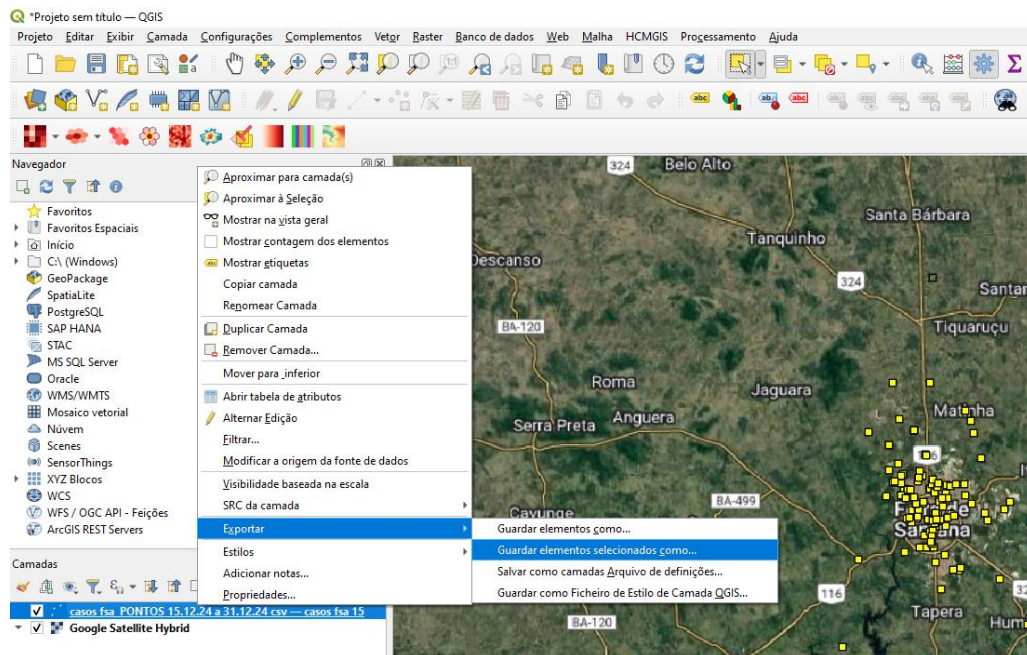 *Projeto sem título — QGIS
Projeto Editar Exibir Camada Configurações Complementos Vetor Raster Banco de dados Web Malha HCMGIS Processamento Ajuda
abc ab abc
Navegador
Favoritos
Favoritos Espaciais
Início
C:\ (Windows)
GeoPackage
SpatiaLite
PostgreSQL
SAP HANA
STAC
MS SQL Server
Oracle
WMS/WMTS
Mosaico vetorial
Núvem
Scenes
SensorThings
XYZ Blocos
WCS
WFS / OGC API - Feições
ArcGIS REST Servers
Camadas
casos fsa PONTOS 15.12.24 a 31.12.24 csv — casos fsa 15
Google Satellite Hybrid
Aproximar para camada(s)
Aproximar à Seleção
Mostrar na vista geral
Mostrar contagem dos elementos
Mostrar etiquetas
Copiar camada
Renomear Camada
Duplicar Camada
Remover Camada...
Mover para _inferior
Abrir tabela de atributos
Alternar Edição
Filtrar...
Modificar a origem da fonte de dados
Visibilidade baseada na escala
SRC da camada
Exportar
Estilos
Adicionar notas...
Propriedades...
Guardar elementos como...
Guardar elementos selecionados como...
Salvar como camadas Arquivo de definições...
Guardar como Ficheiro de Estilo de Camada QGIS...
324
Belo Alto
Santa Bárbara
Tanquinho
Descanso
324
Santan
BA-120
Tiquaruçu
Roma
Jaguara
Matinha
Serra Preta
Anguera
116
BA-499
Cavunge
Feira de
Santana
116
Tapera
BA-120
Hum